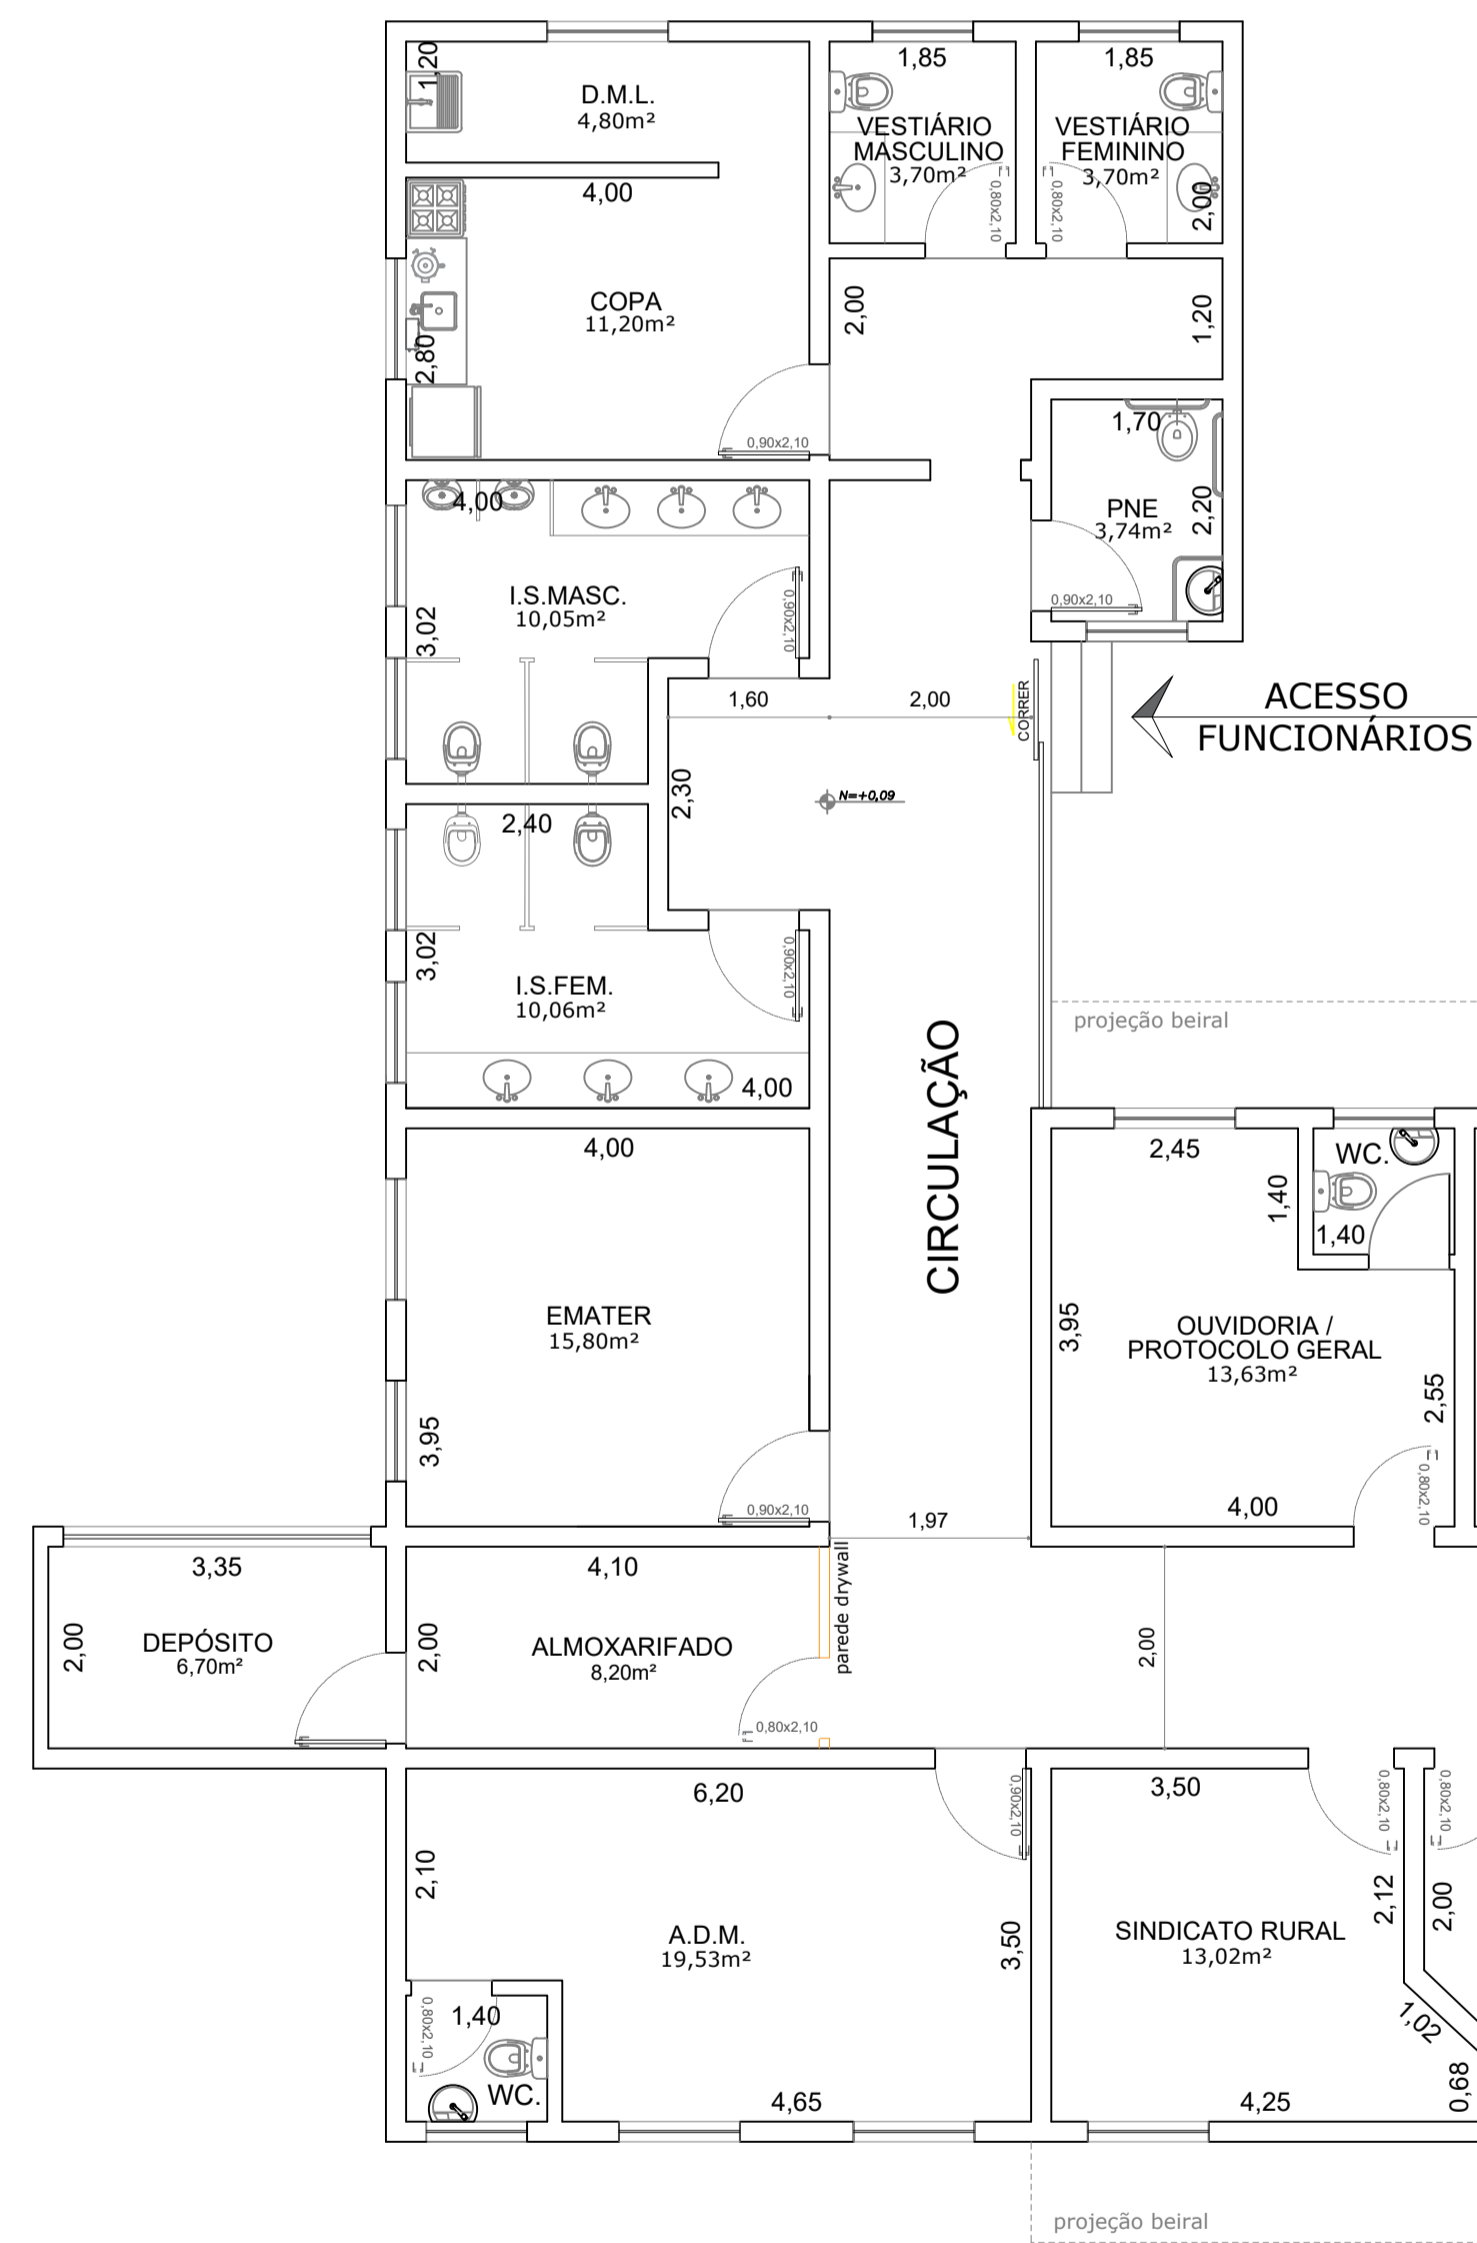 1,20
D.M.L.
4,80m²
1,85
VESTIÁRIO
MASCULINO
3,70m²
0,80x2,10
1,85
VESTIÁRIO
FEMININO
3,70m²
0,80x2,10
2,00
4,00
COPA
11,20m²
2,80
0,90x2,10
2,00
1,20
1,70
PNE
3,74m²
2,20
0,90x2,10
4,00
I.S.MASC.
10,05m²
3,02
0,90x2,10
1,60
2,00
CORRER
ACESSO
FUNCIONÁRIOS
2,30
N=+0,09
2,40
3,02
I.S.FEM.
10,06m²
0,90x2,10
4,00
projeção beiral
CIRCULAÇÃO
4,00
EMATER
15,80m²
3,95
0,90x2,10
2,45
WC.
1,40
1,40
3,95
OUVIDORIA /
PROTOCOLO GERAL
13,63m²
2,55
4,00
0,80x2,10
1,97
3,35
2,00
DEPÓSITO
6,70m²
4,10
2,00
ALMOXARIFADO
8,20m²
parede drywall
0,80x2,10
2,00
6,20
0,90x2,10
2,10
A.D.M.
19,53m²
3,50
0,80x2,10
1,40
WC.
4,65
3,50
0,80x2,10
0,80x2,10
2,12
2,00
SINDICATO RURAL
13,02m²
1,02
0,68
4,25
projeção beiral